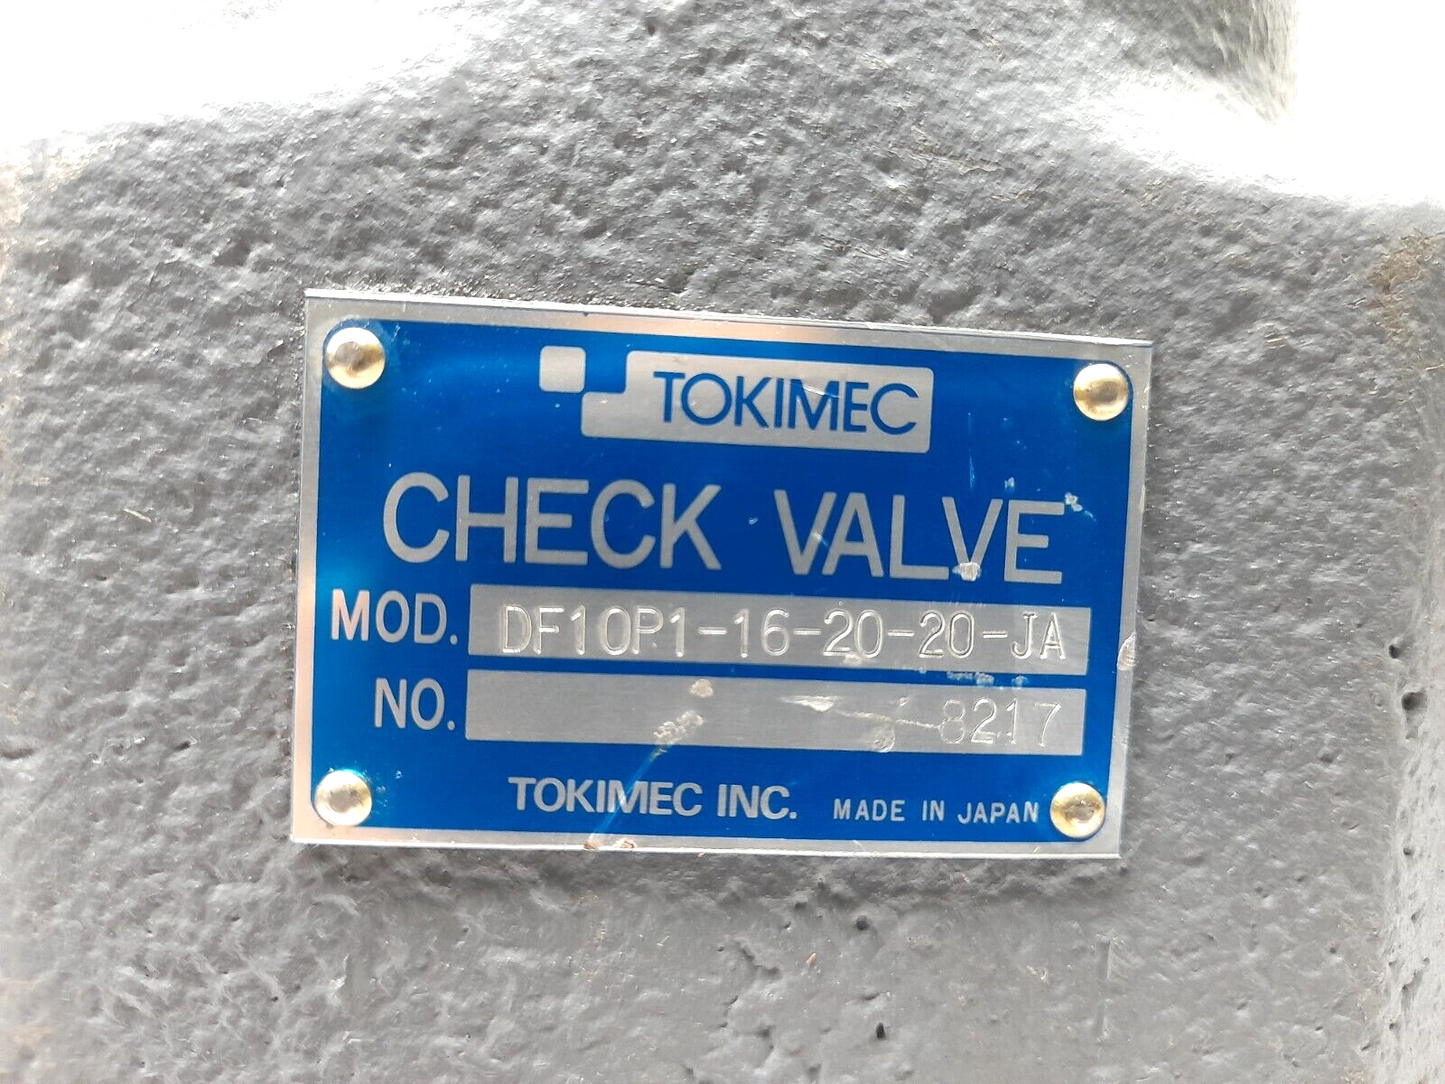 TOKIMEC
CHECK VALVE
MOD. DF10P1-16-20-20-JA
NO. 8217
TOKIMEC INC. MADE IN JAPAN